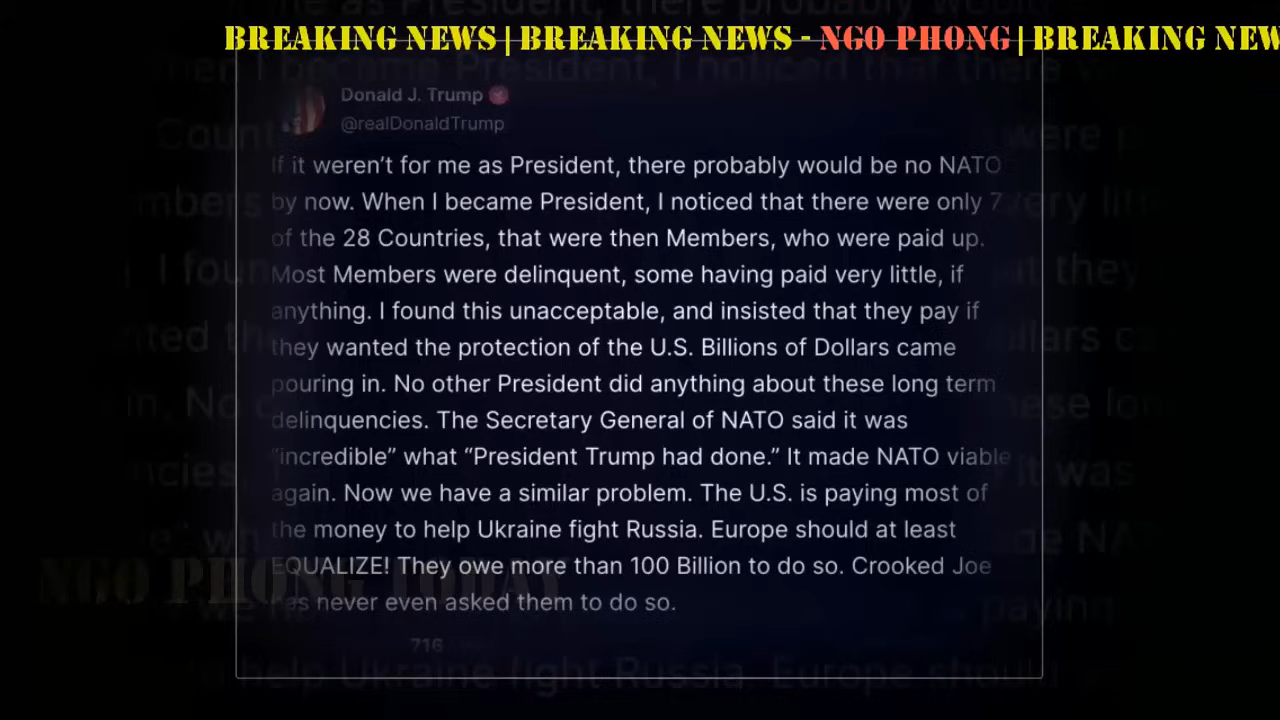 BREAKING NEWS | BREAKING NEWS - NGO PHONG | BREAKING NEW
Donald J. Trump
@realDonaldTrump
If it weren’t for me as President, there probably would be no NATO
by now. When I became President, I noticed that there were only 7
of the 28 Countries, that were then Members, who were paid up.
Most Members were delinquent, some having paid very little, if
anything. I found this unacceptable, and insisted that they pay if
they wanted the protection of the U.S. Billions of Dollars came
pouring in. No other President did anything about these long term
delinquencies. The Secretary General of NATO said it was
“incredible” what “President Trump had done.” It made NATO viable
again. Now we have a similar problem. The U.S. is paying most of
the money to help Ukraine fight Russia. Europe should at least
EQUALIZE! They owe more than 100 Billion to do so. Crooked Joe
has never even asked them to do so.
NGO PHONG TODAY
716